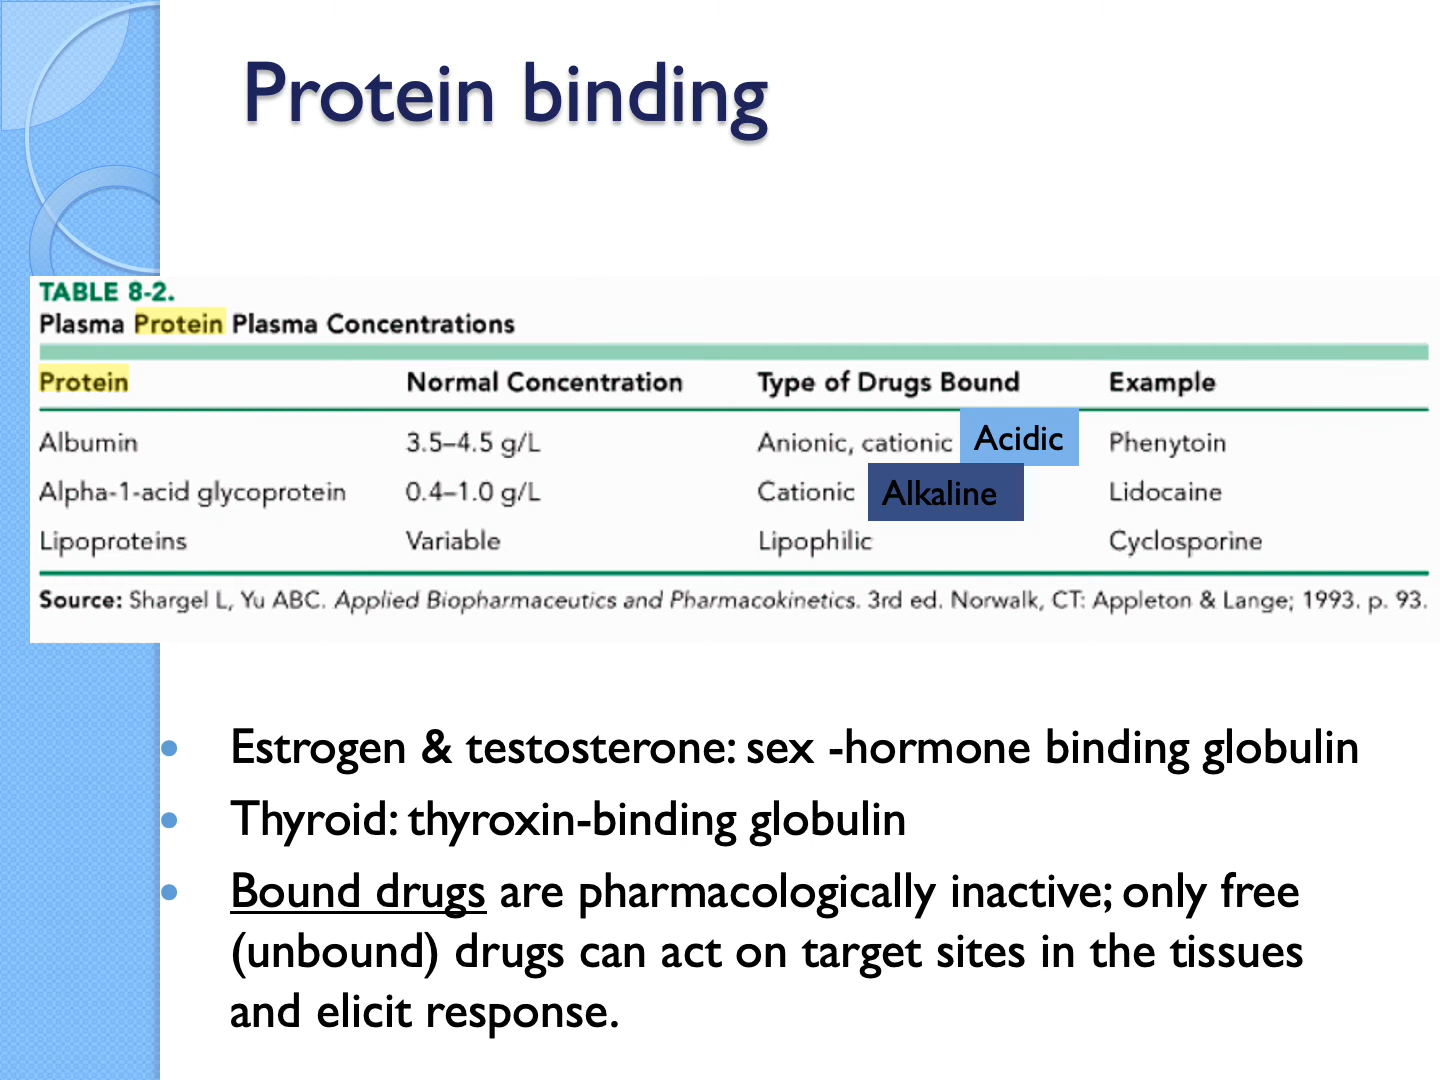 Protein binding
TABLE 8-2.
Plasma Protein Plasma Concentrations
Protein Normal Concentration Type of Drugs Bound Example
Albumin 3.5–4.5 g/L Anionic, cationic Acidic Phenytoin
Alpha-1-acid glycoprotein 0.4–1.0 g/L Cationic Alkaline Lidocaine
Lipoproteins Variable Lipophilic Cyclosporine
Source: Shargel L, Yu ABC. Applied Biopharmaceutics and Pharmacokinetics. 3rd ed. Norwalk, CT: Appleton & Lange; 1993. p. 93.
• Estrogen & testosterone: sex -hormone binding globulin
• Thyroid: thyroxin-binding globulin
• Bound drugs are pharmacologically inactive; only free
(unbound) drugs can act on target sites in the tissues
and elicit response.